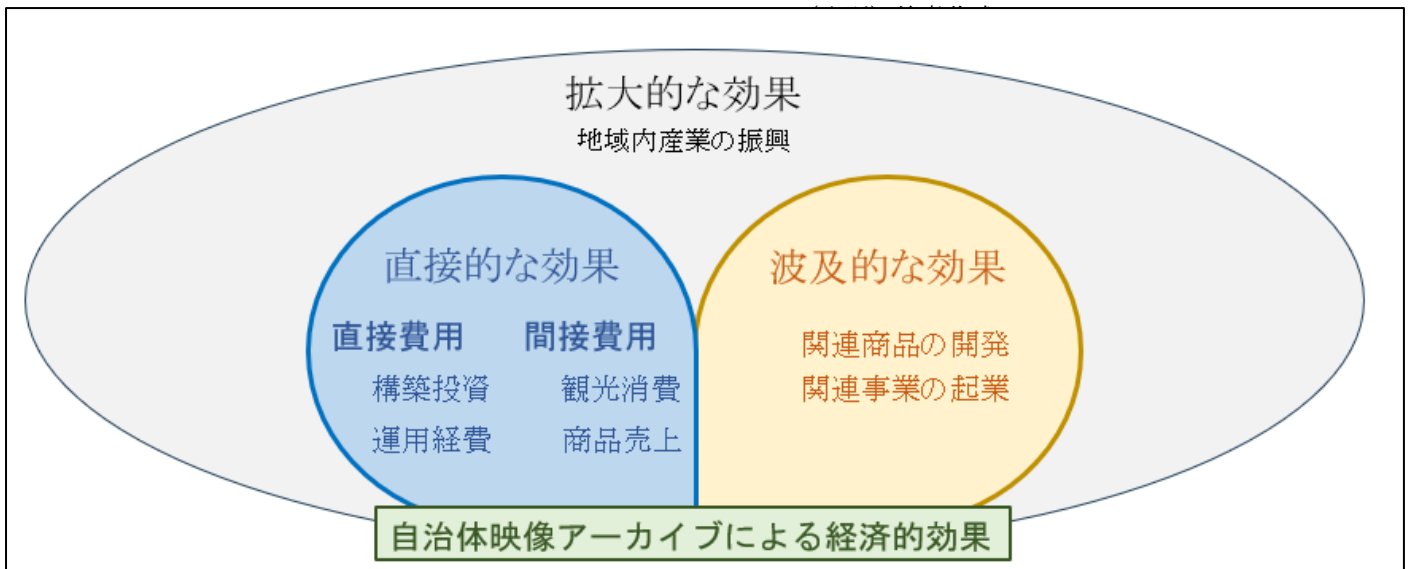 拡大的な効果
地域内産業の振興
直接的な効果
直接費用 間接費用
構築投資 観光消費
運用経費 商品売上
波及的な効果
関連商品の開発
関連事業の起業
自治体映像アーカイブによる経済的効果